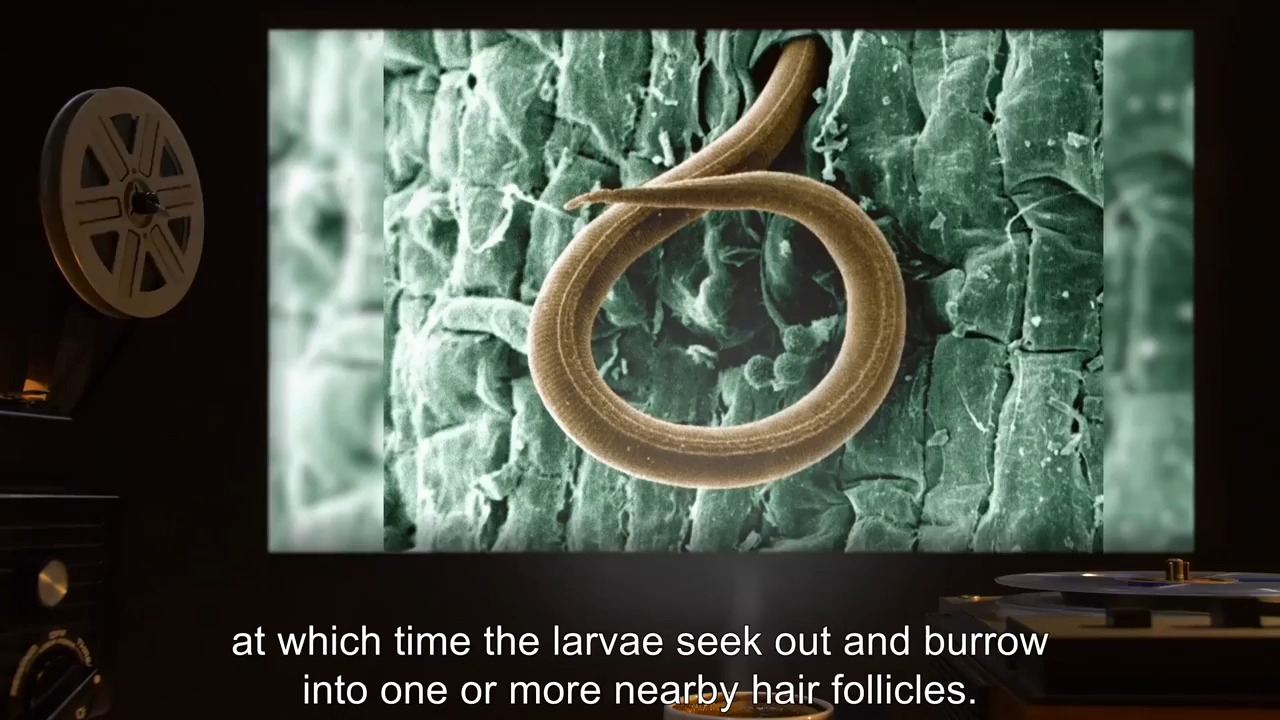 at which time the larvae seek out and burrow
into one or more nearby hair follicles.